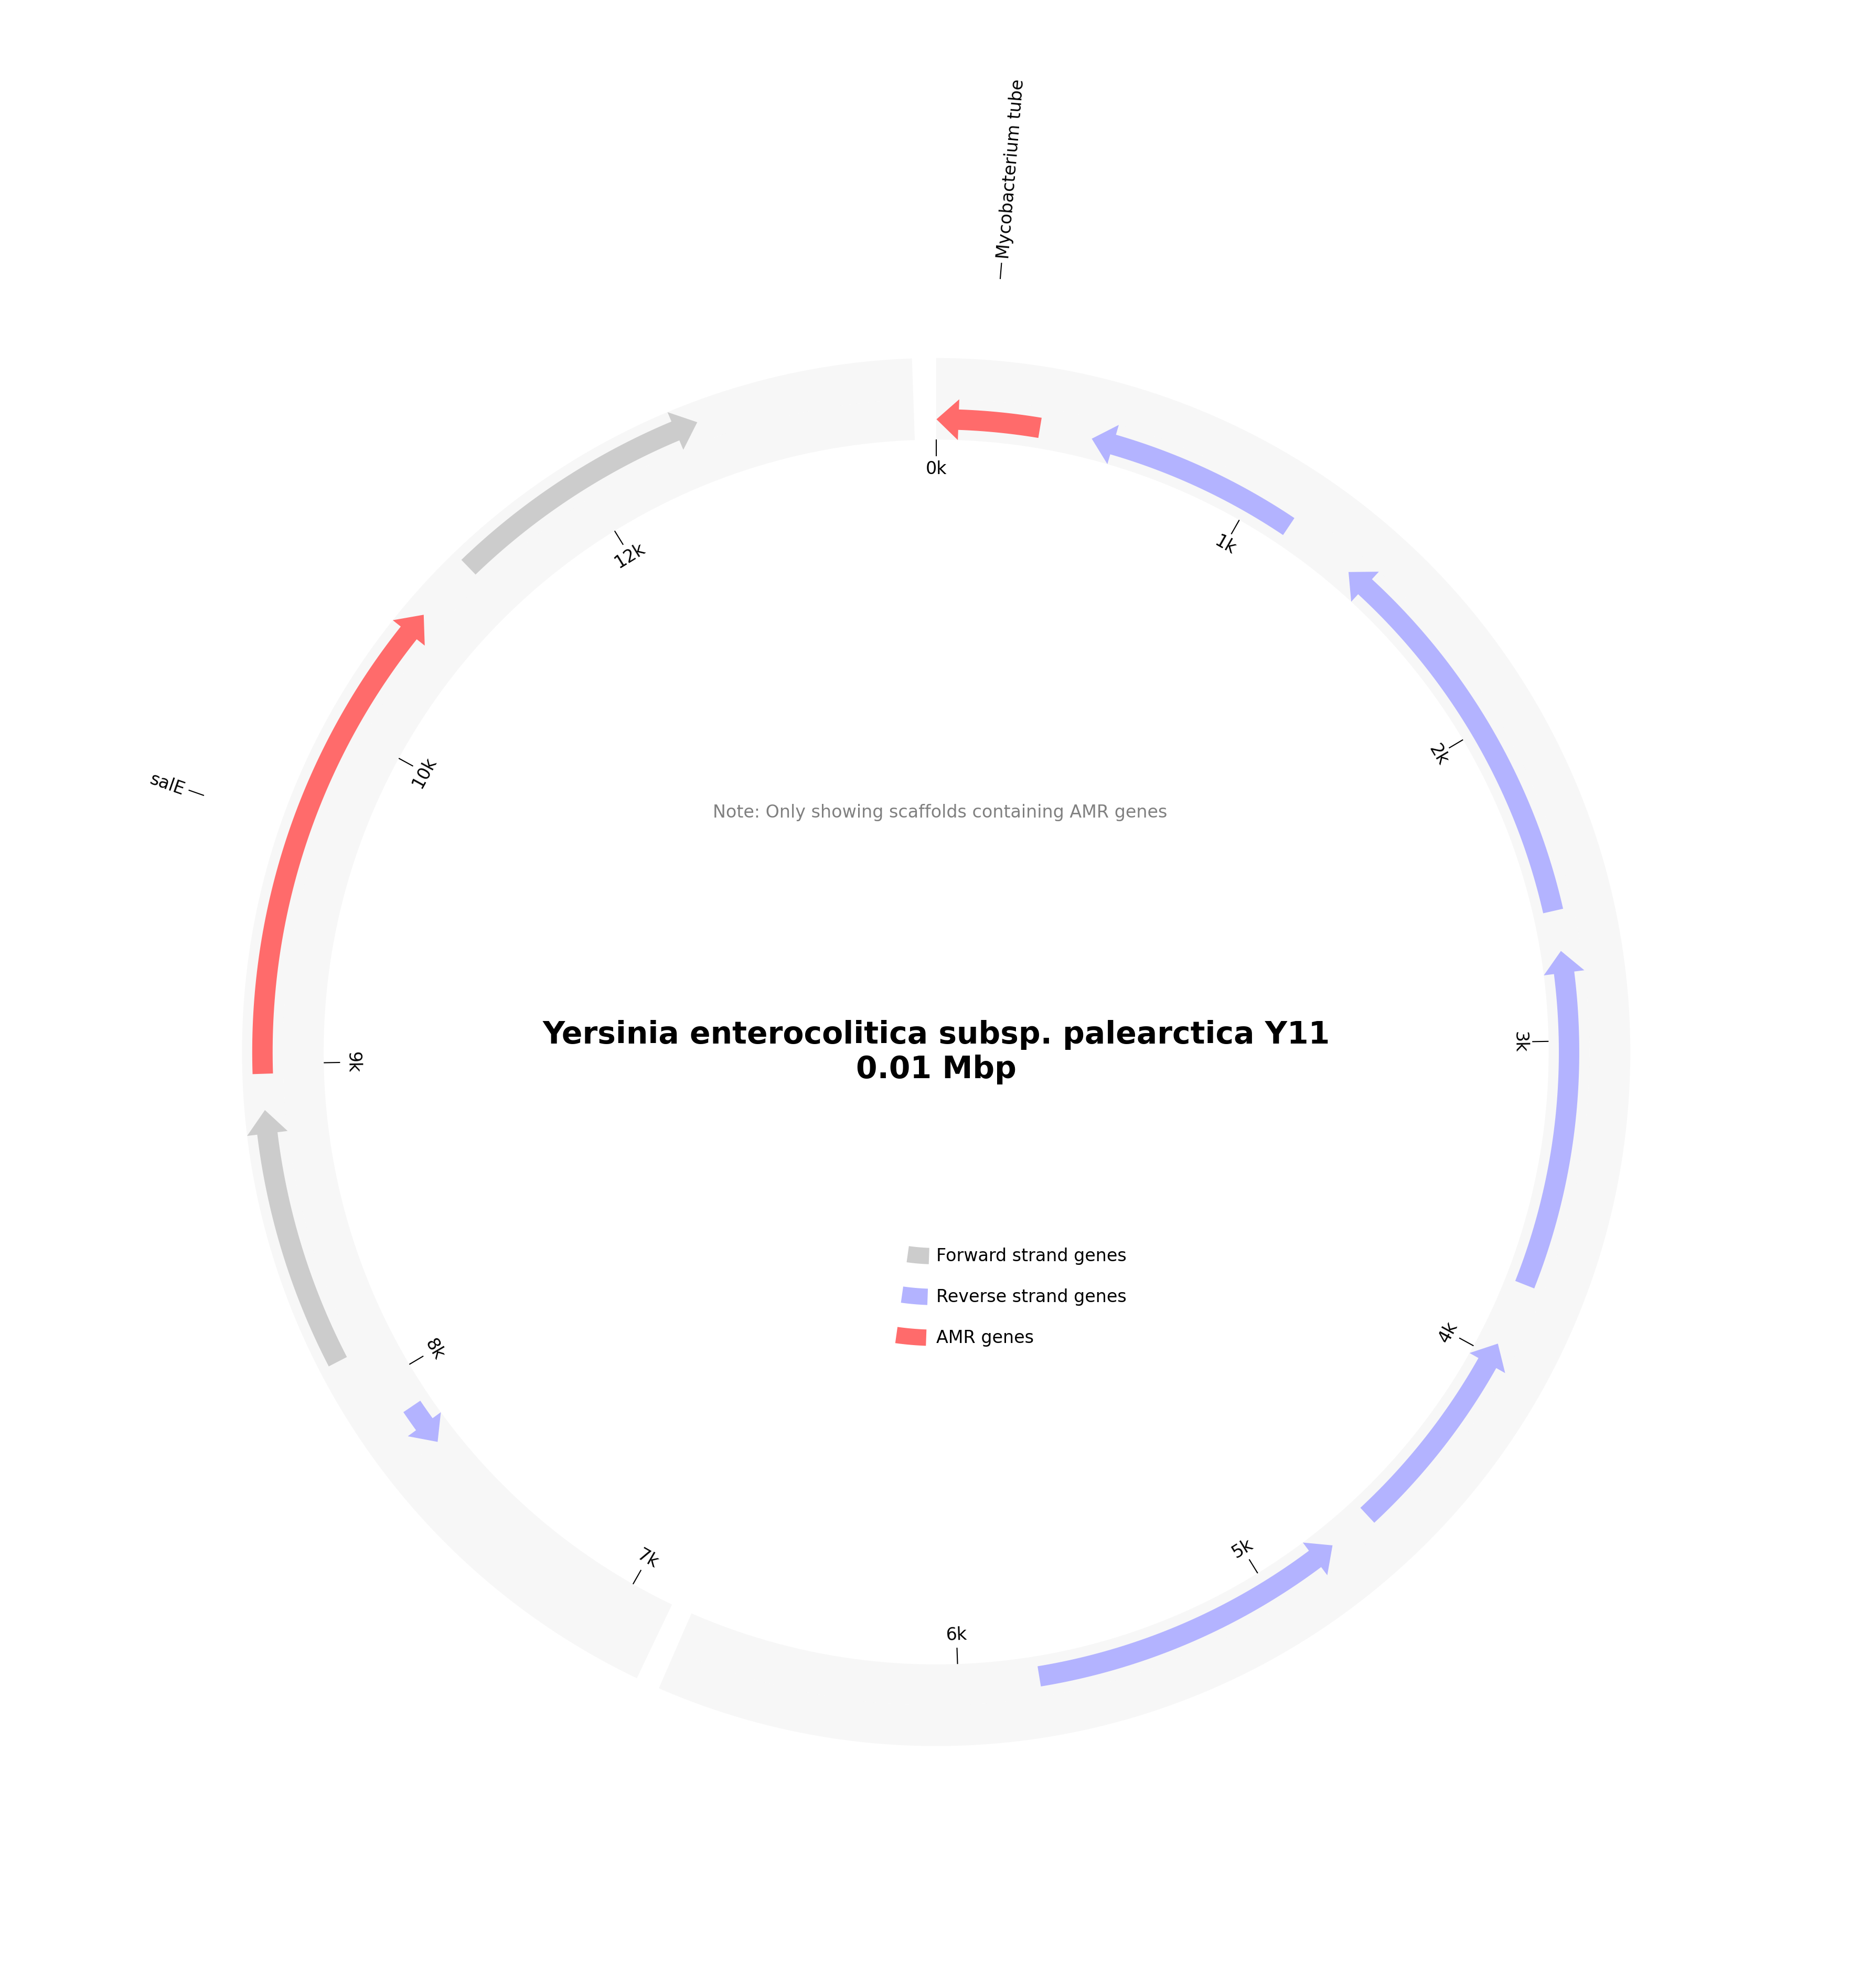 Mycobacterium tube
0k
1k
2k
3k
4k
5k
6k
7k
8k
9k
10k
12k
salE
Note: Only showing scaffolds containing AMR genes
Yersinia enterocolitica subsp. palearctica Y11
0.01 Mbp
Forward strand genes
Reverse strand genes
AMR genes